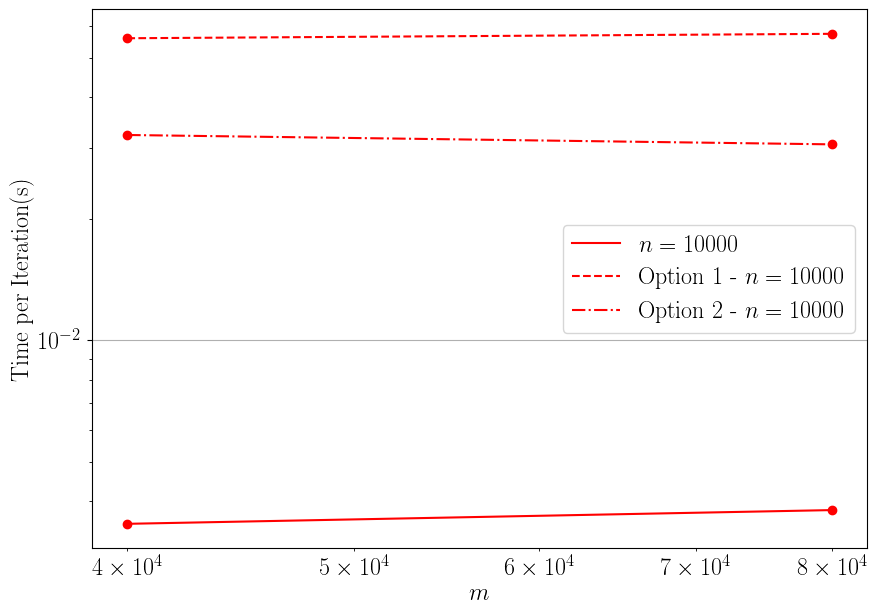 Time per Iteration(s)
10^{-2}
n = 10000
Option 1 - n = 10000
Option 2 - n = 10000
4 × 10^4 5 × 10^4 6 × 10^4 7 × 10^4 8 × 10^4
m